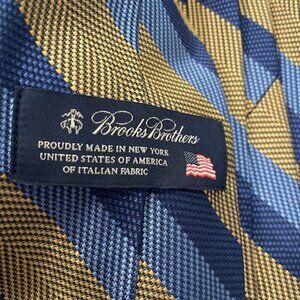 Brooks Brothers
PROUDLY MADE IN NEW YORK
UNITED STATES OF AMERICA
OF ITALIAN FABRIC